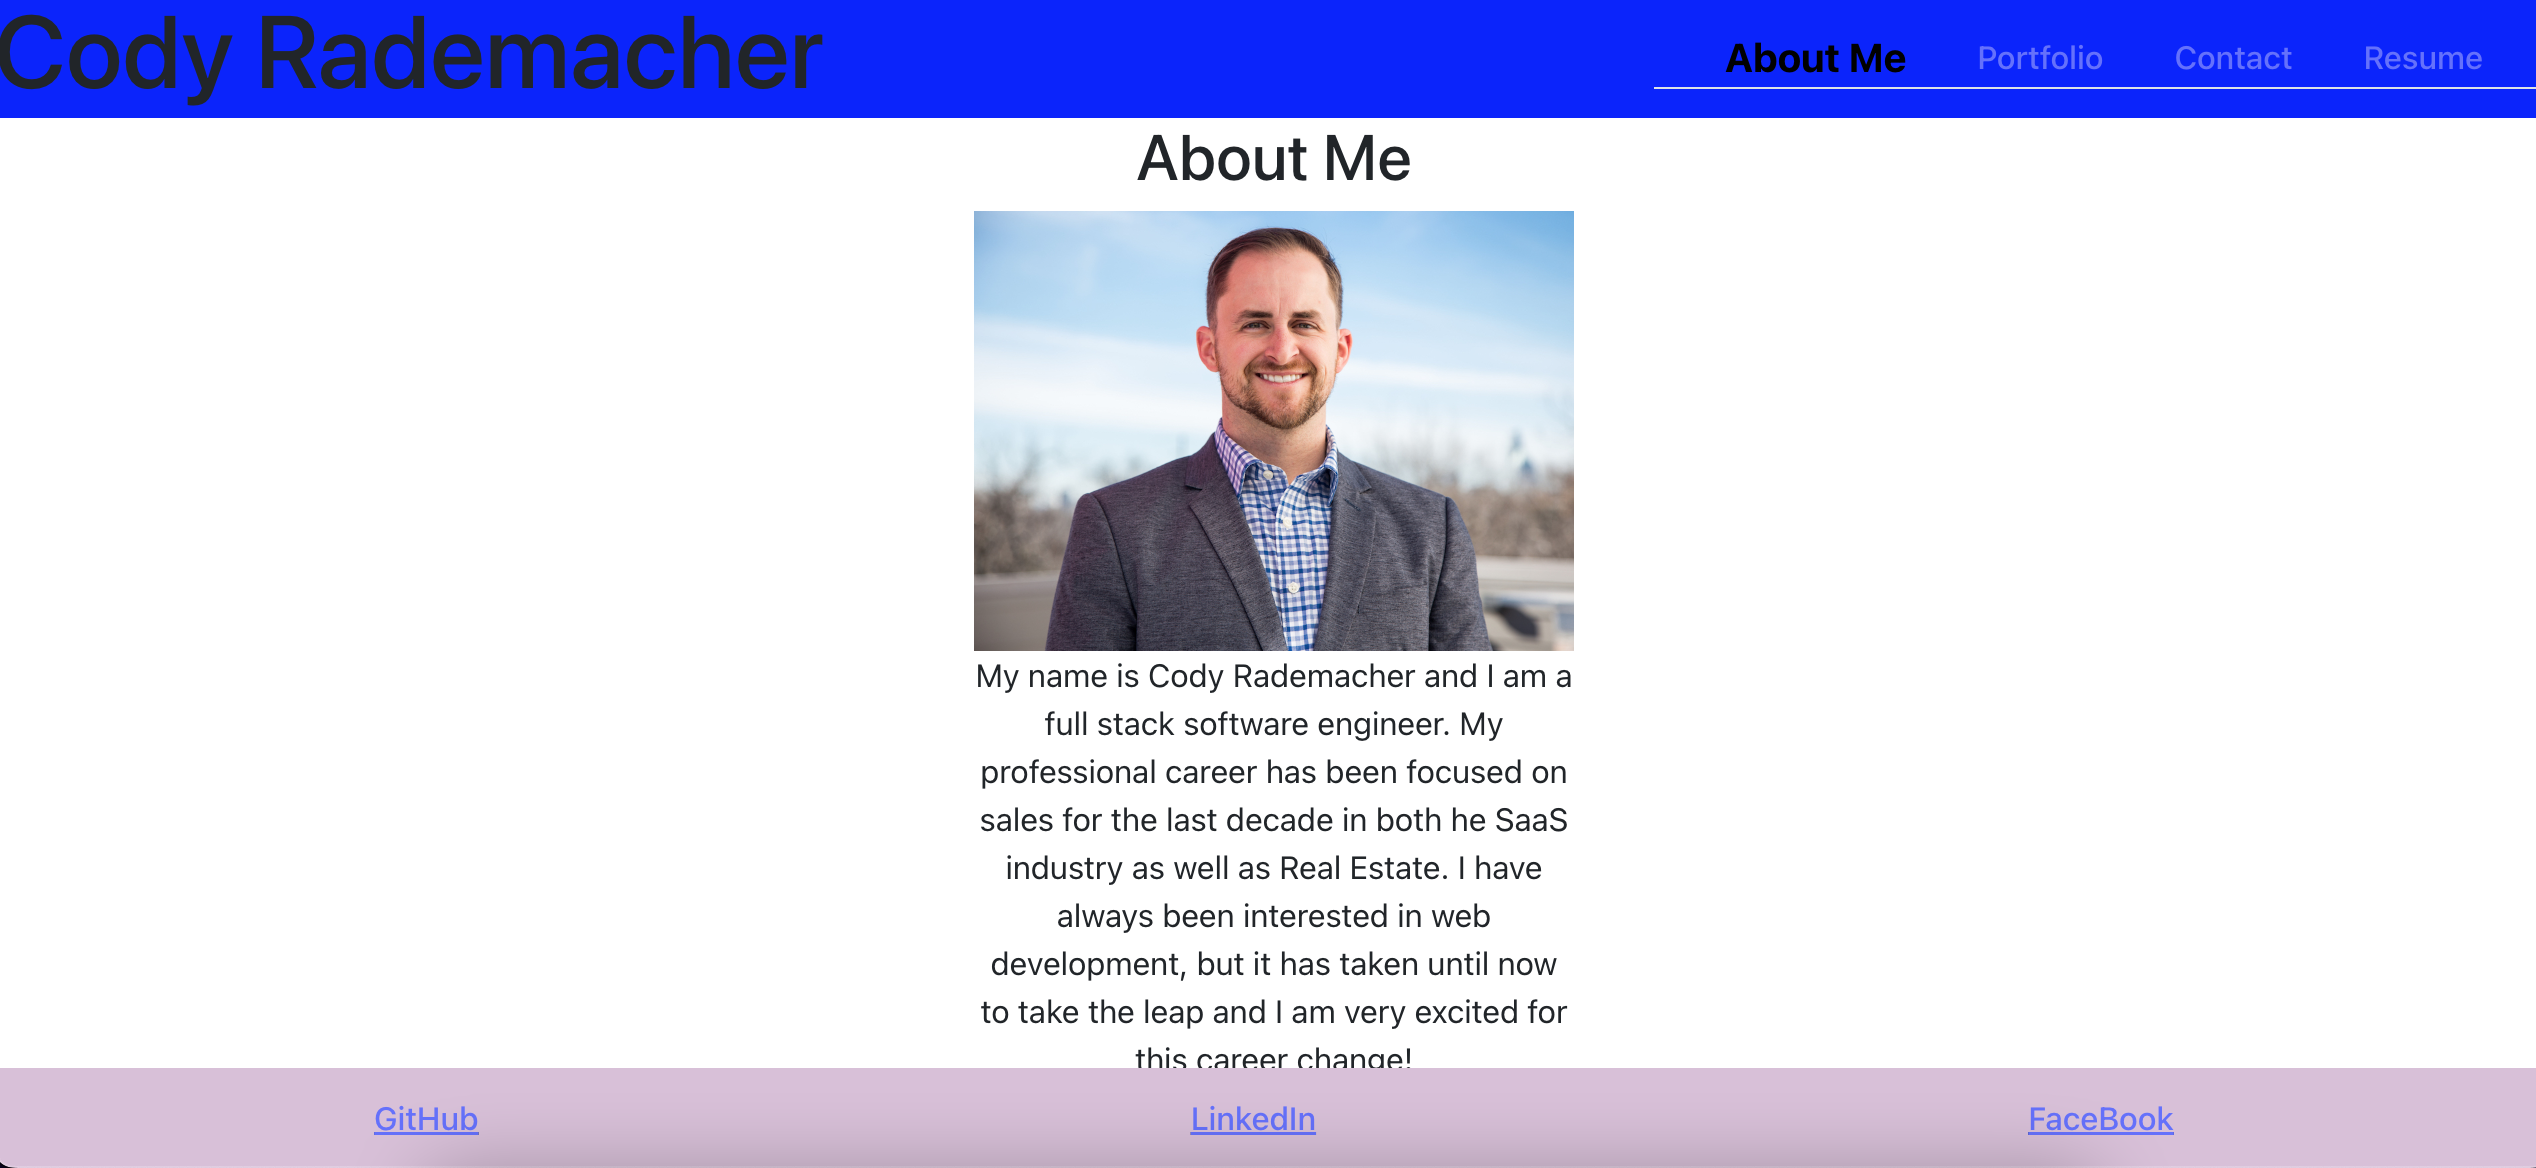 Cody Rademacher
About Me Portfolio Contact Resume
About Me
My name is Cody Rademacher and I am a
full stack software engineer. My
professional career has been focused on
sales for the last decade in both he SaaS
industry as well as Real Estate. I have
always been interested in web
development, but it has taken until now
to take the leap and I am very excited for
this career change!
GitHub LinkedIn FaceBook